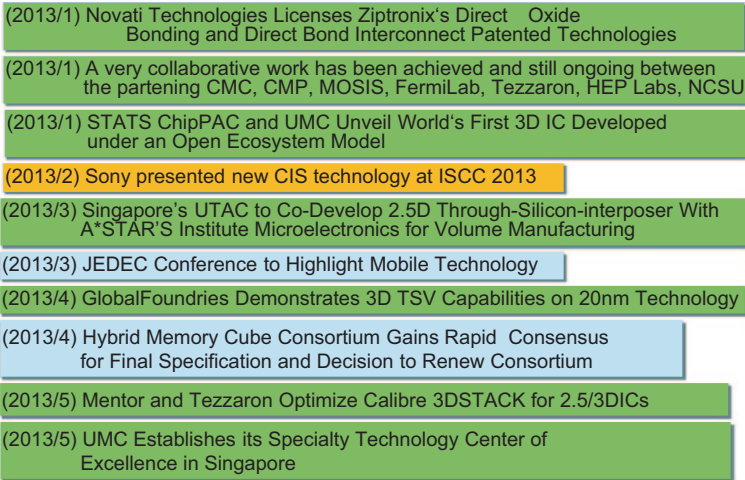 (2013/1) Novati Technologies Licenses Ziptronix‘s Direct Oxide
Bonding and Direct Bond Interconnect Patented Technologies
(2013/1) A very collaborative work has been achieved and still ongoing between
the partening CMC, CMP, MOSIS, FermiLab, Tezzaron, HEP Labs, NCSU
(2013/1) STATS ChipPAC and UMC Unveil World‘s First 3D IC Developed
under an Open Ecosystem Model
(2013/2) Sony presented new CIS technology at ISCC 2013
(2013/3) Singapore’s UTAC to Co-Develop 2.5D Through-Silicon-interposer With
A*STAR’S Institute Microelectronics for Volume Manufacturing
(2013/3) JEDEC Conference to Highlight Mobile Technology
(2013/4) GlobalFoundries Demonstrates 3D TSV Capabilities on 20nm Technology
(2013/4) Hybrid Memory Cube Consortium Gains Rapid Consensus
for Final Specification and Decision to Renew Consortium
(2013/5) Mentor and Tezzaron Optimize Calibre 3DSTACK for 2.5/3DICs
(2013/5) UMC Establishes its Specialty Technology Center of
Excellence in Singapore